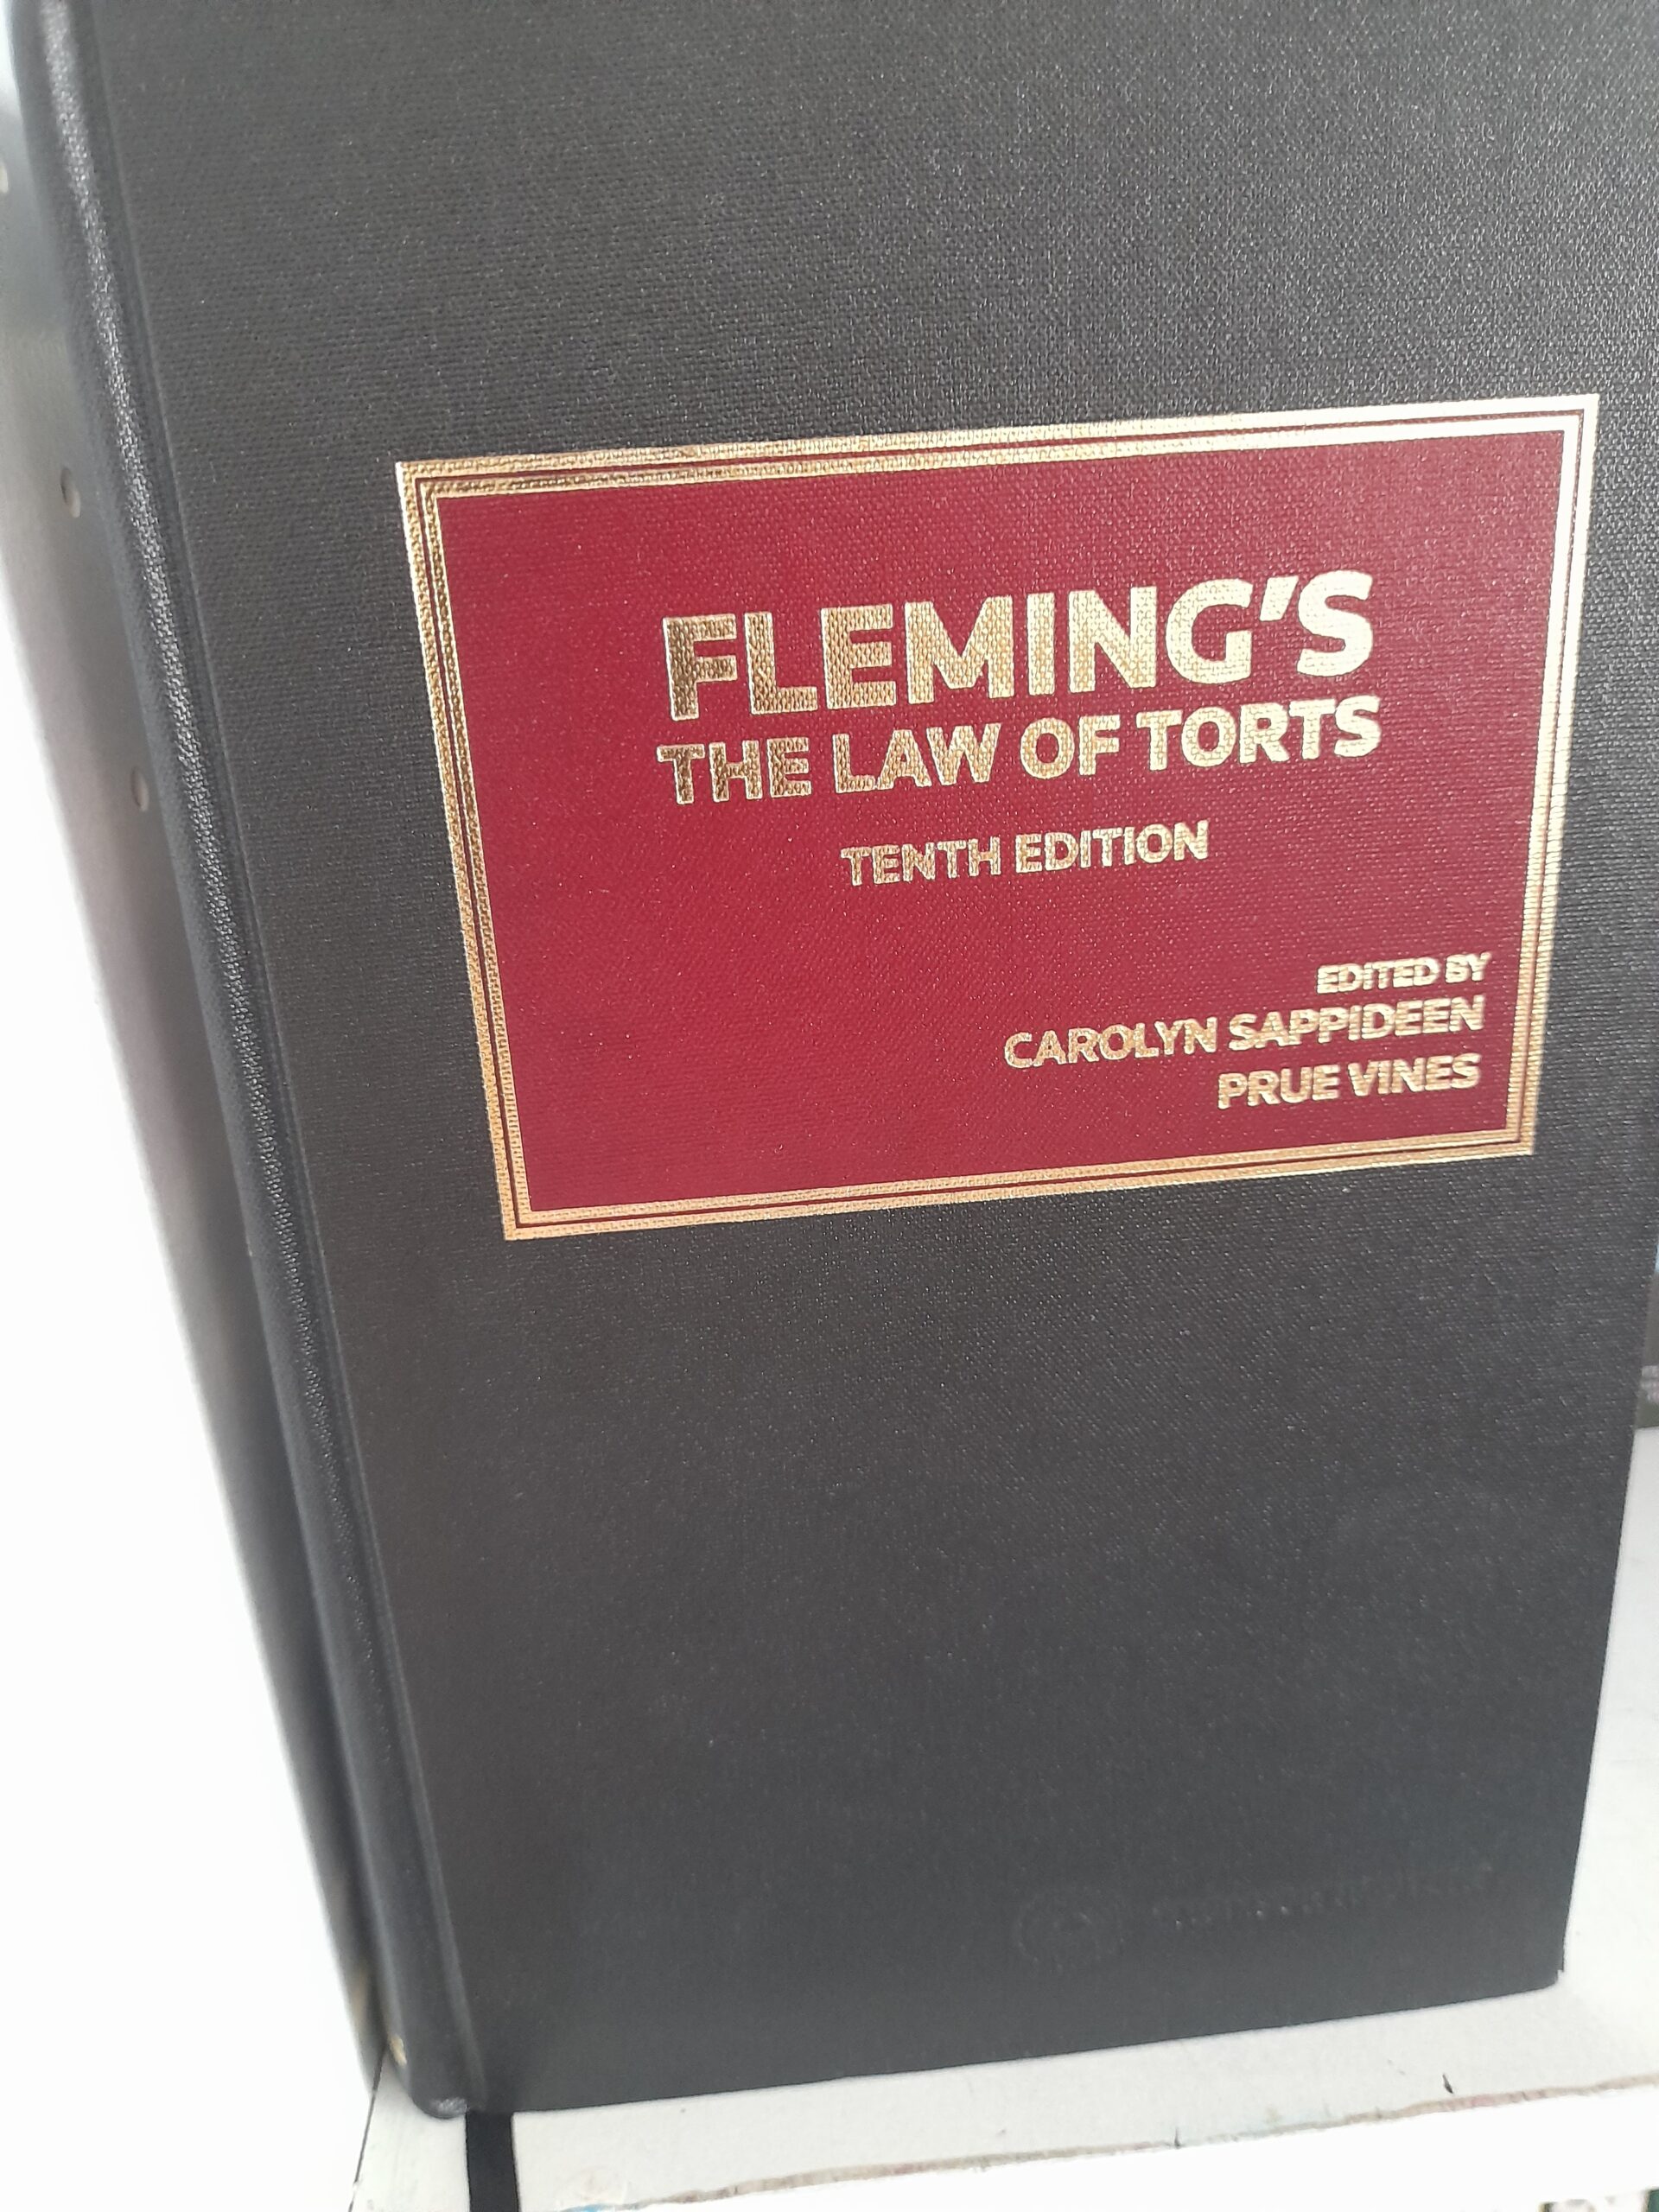 FLEMING'S
THE LAW OF TORTS
TENTH EDITION
EDITED BY
CAROLYN SAPPIDEEN
PRUE VINES